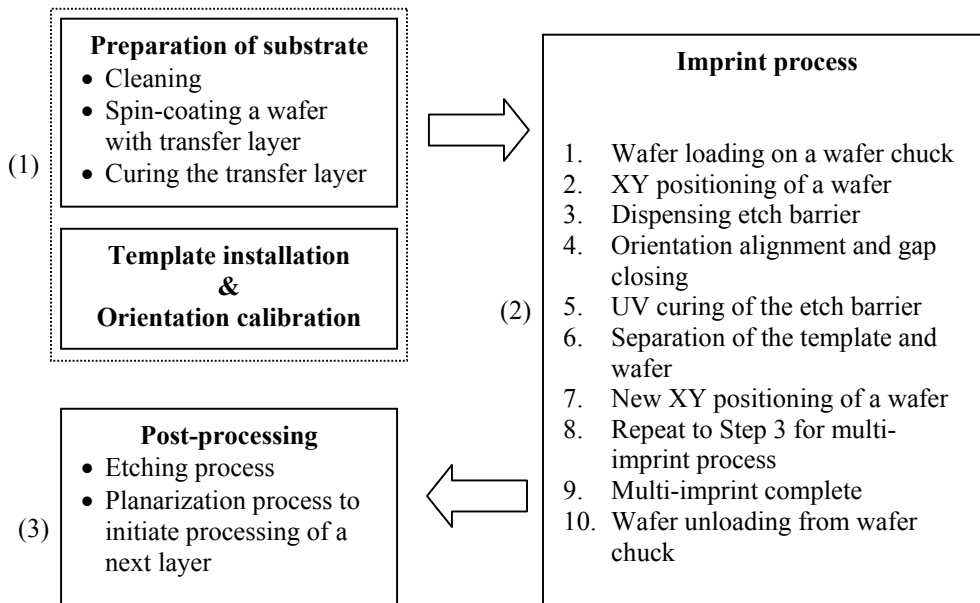 (1)
Preparation of substrate
• Cleaning
• Spin-coating a wafer
with transfer layer
• Curing the transfer layer
Template installation
&
Orientation calibration
(2)
Imprint process
1. Wafer loading on a wafer chuck
2. XY positioning of a wafer
3. Dispensing etch barrier
4. Orientation alignment and gap
closing
5. UV curing of the etch barrier
6. Separation of the template and
wafer
7. New XY positioning of a wafer
8. Repeat to Step 3 for multi-
imprint process
9. Multi-imprint complete
10. Wafer unloading from wafer
chuck
(3)
Post-processing
• Etching process
• Planarization process to
initiate processing of a
next layer